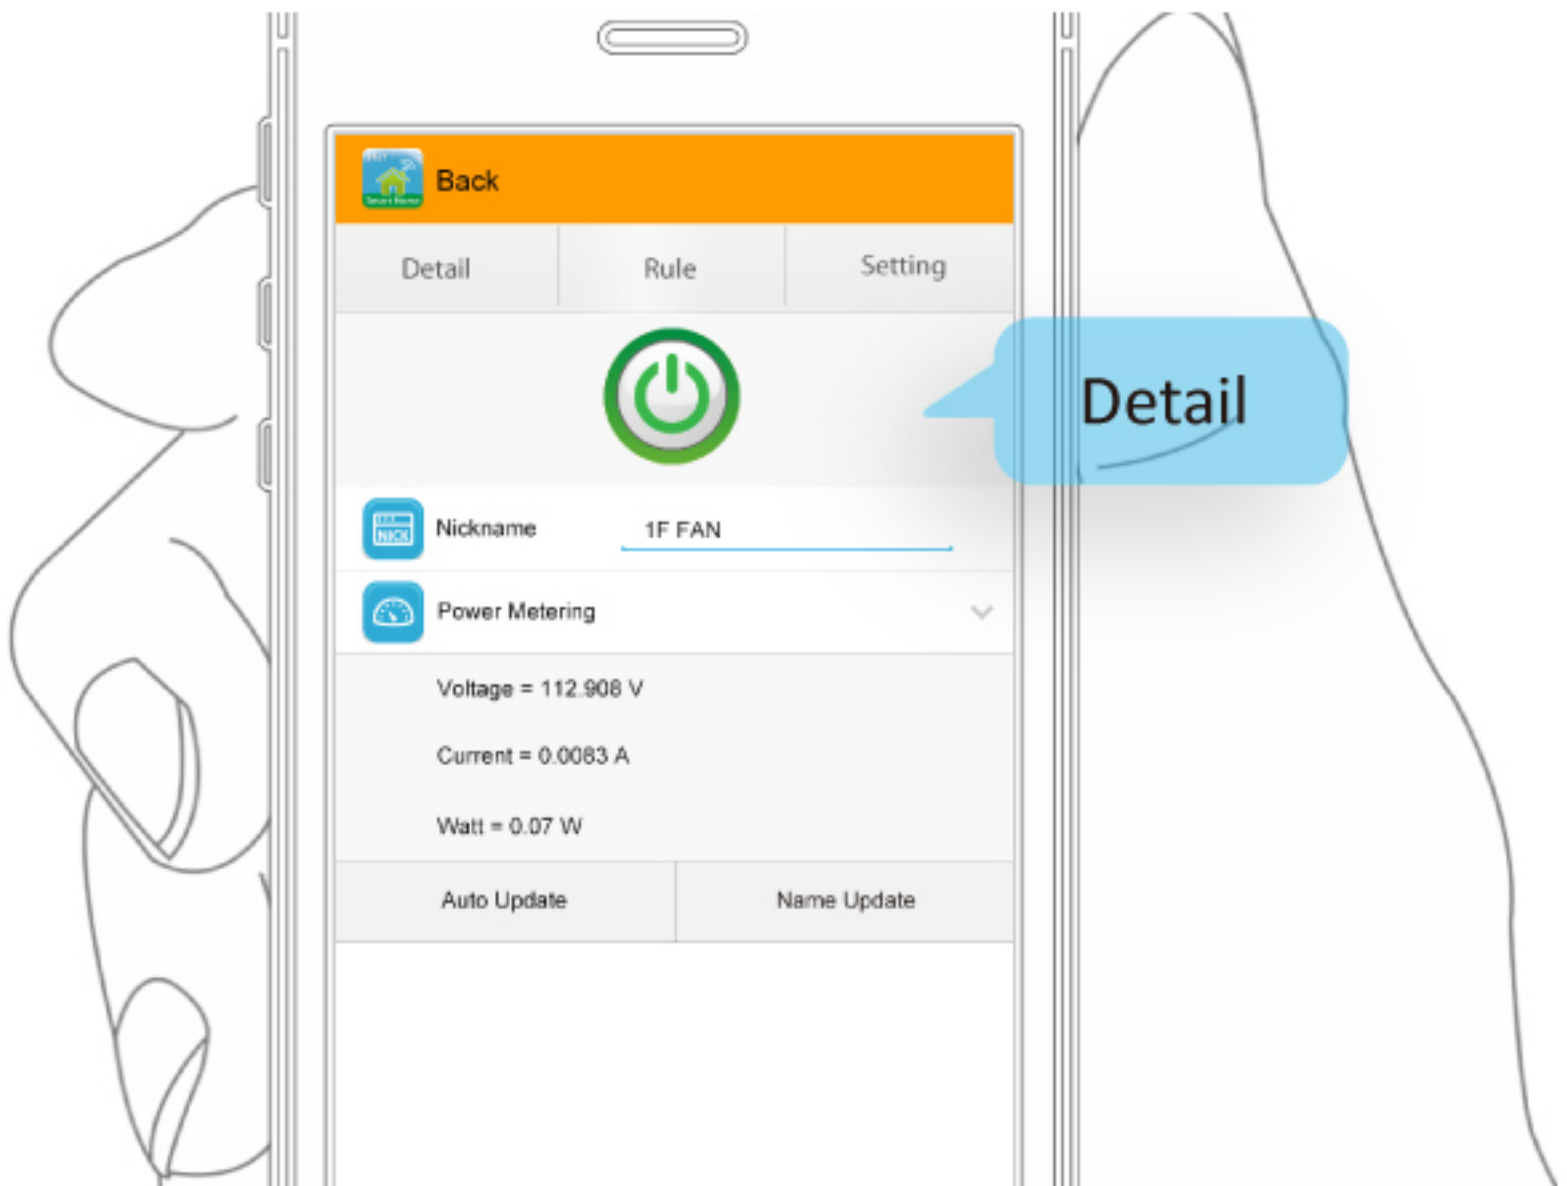 Back
Detail Rule Setting
Detail
NICK
Nickname 1F FAN
Power Metering
Voltage = 112.908 V
Current = 0.0083 A
Watt = 0.07 W
Auto Update Name Update